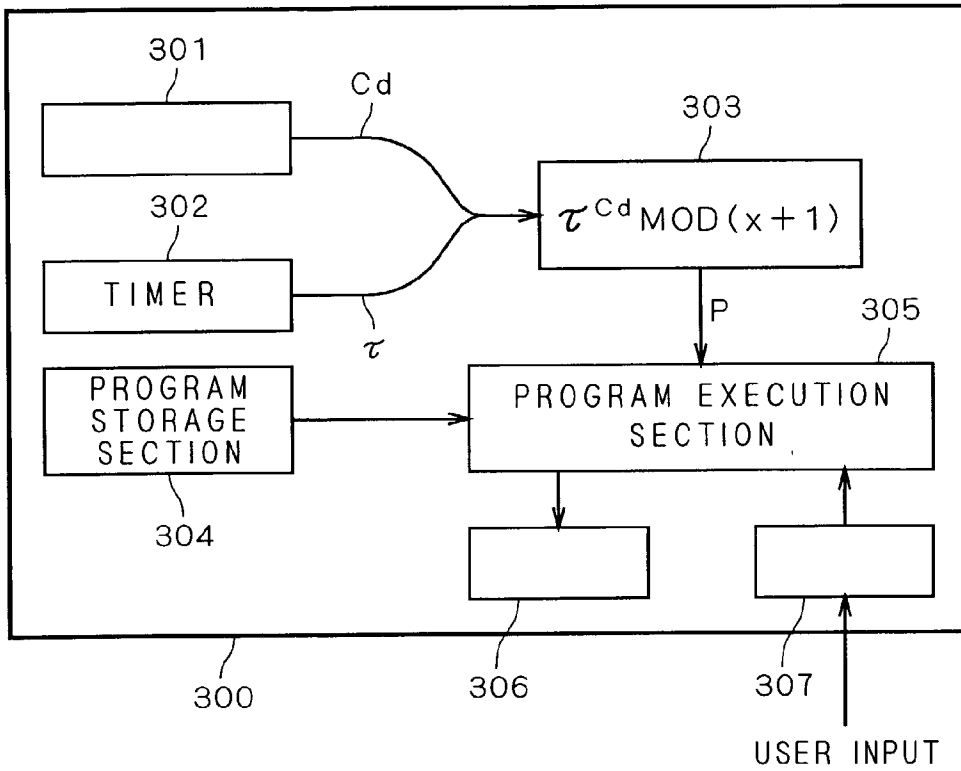 301
Cd
303
302
τ^Cd MOD(x+1)
TIMER
τ
P
305
PROGRAM
STORAGE
SECTION
PROGRAM EXECUTION
SECTION
304
300
306
307
USER INPUT